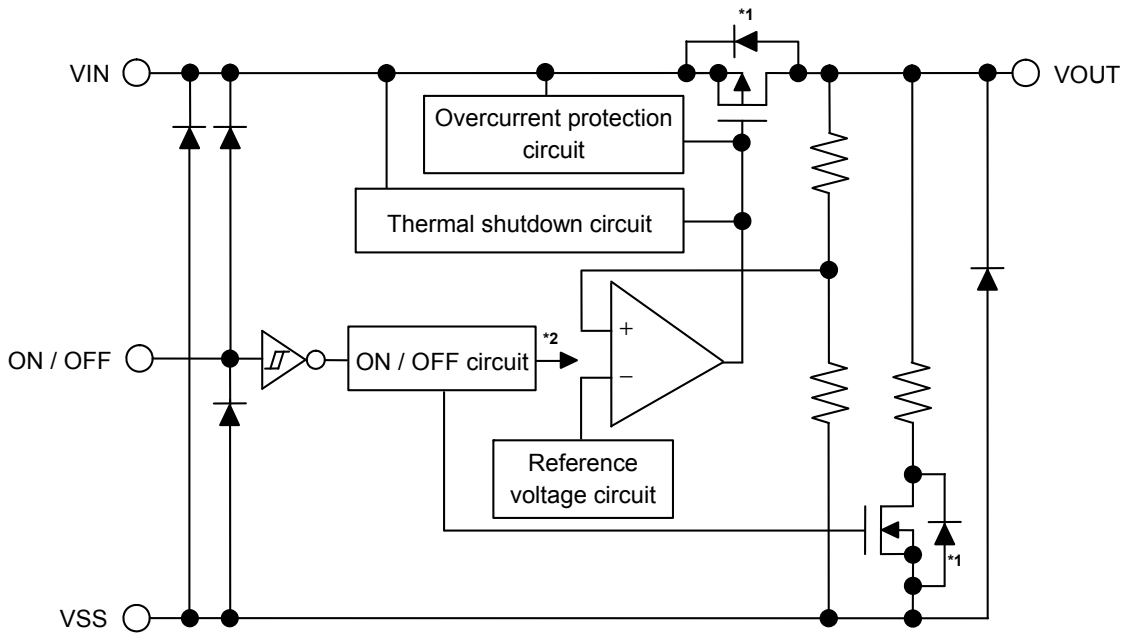 *1
VIN
VOUT
Overcurrent protection
circuit
Thermal shutdown circuit
+
ON / OFF
ON / OFF circuit
*2
−
Reference
voltage circuit
*1
VSS